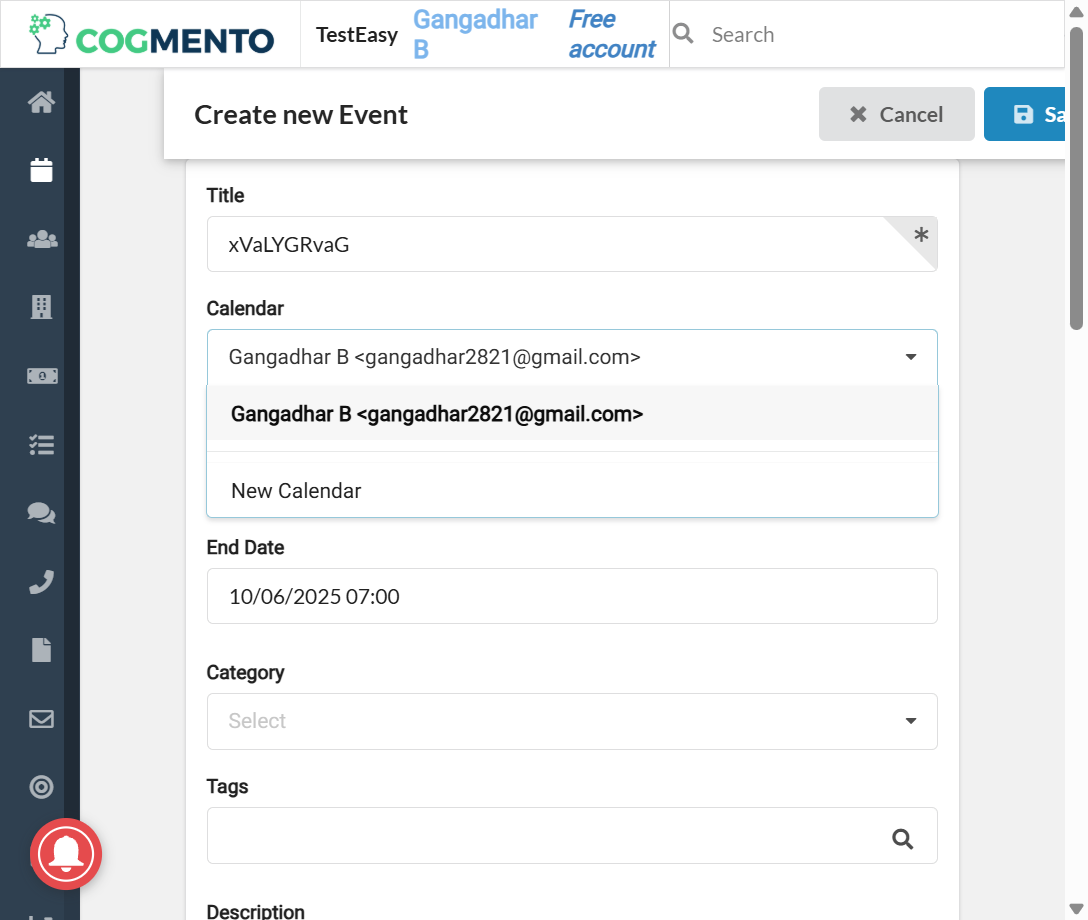 COGMENTO
TestEasy
Gangadhar
B
Free
account
Search
Create new Event
Cancel
Sa
Title
xVaLYGRvaG
*
Calendar
Gangadhar B <gangadhar2821@gmail.com>
Gangadhar B <gangadhar2821@gmail.com>
New Calendar
End Date
10/06/2025 07:00
Category
Select
Tags
Description